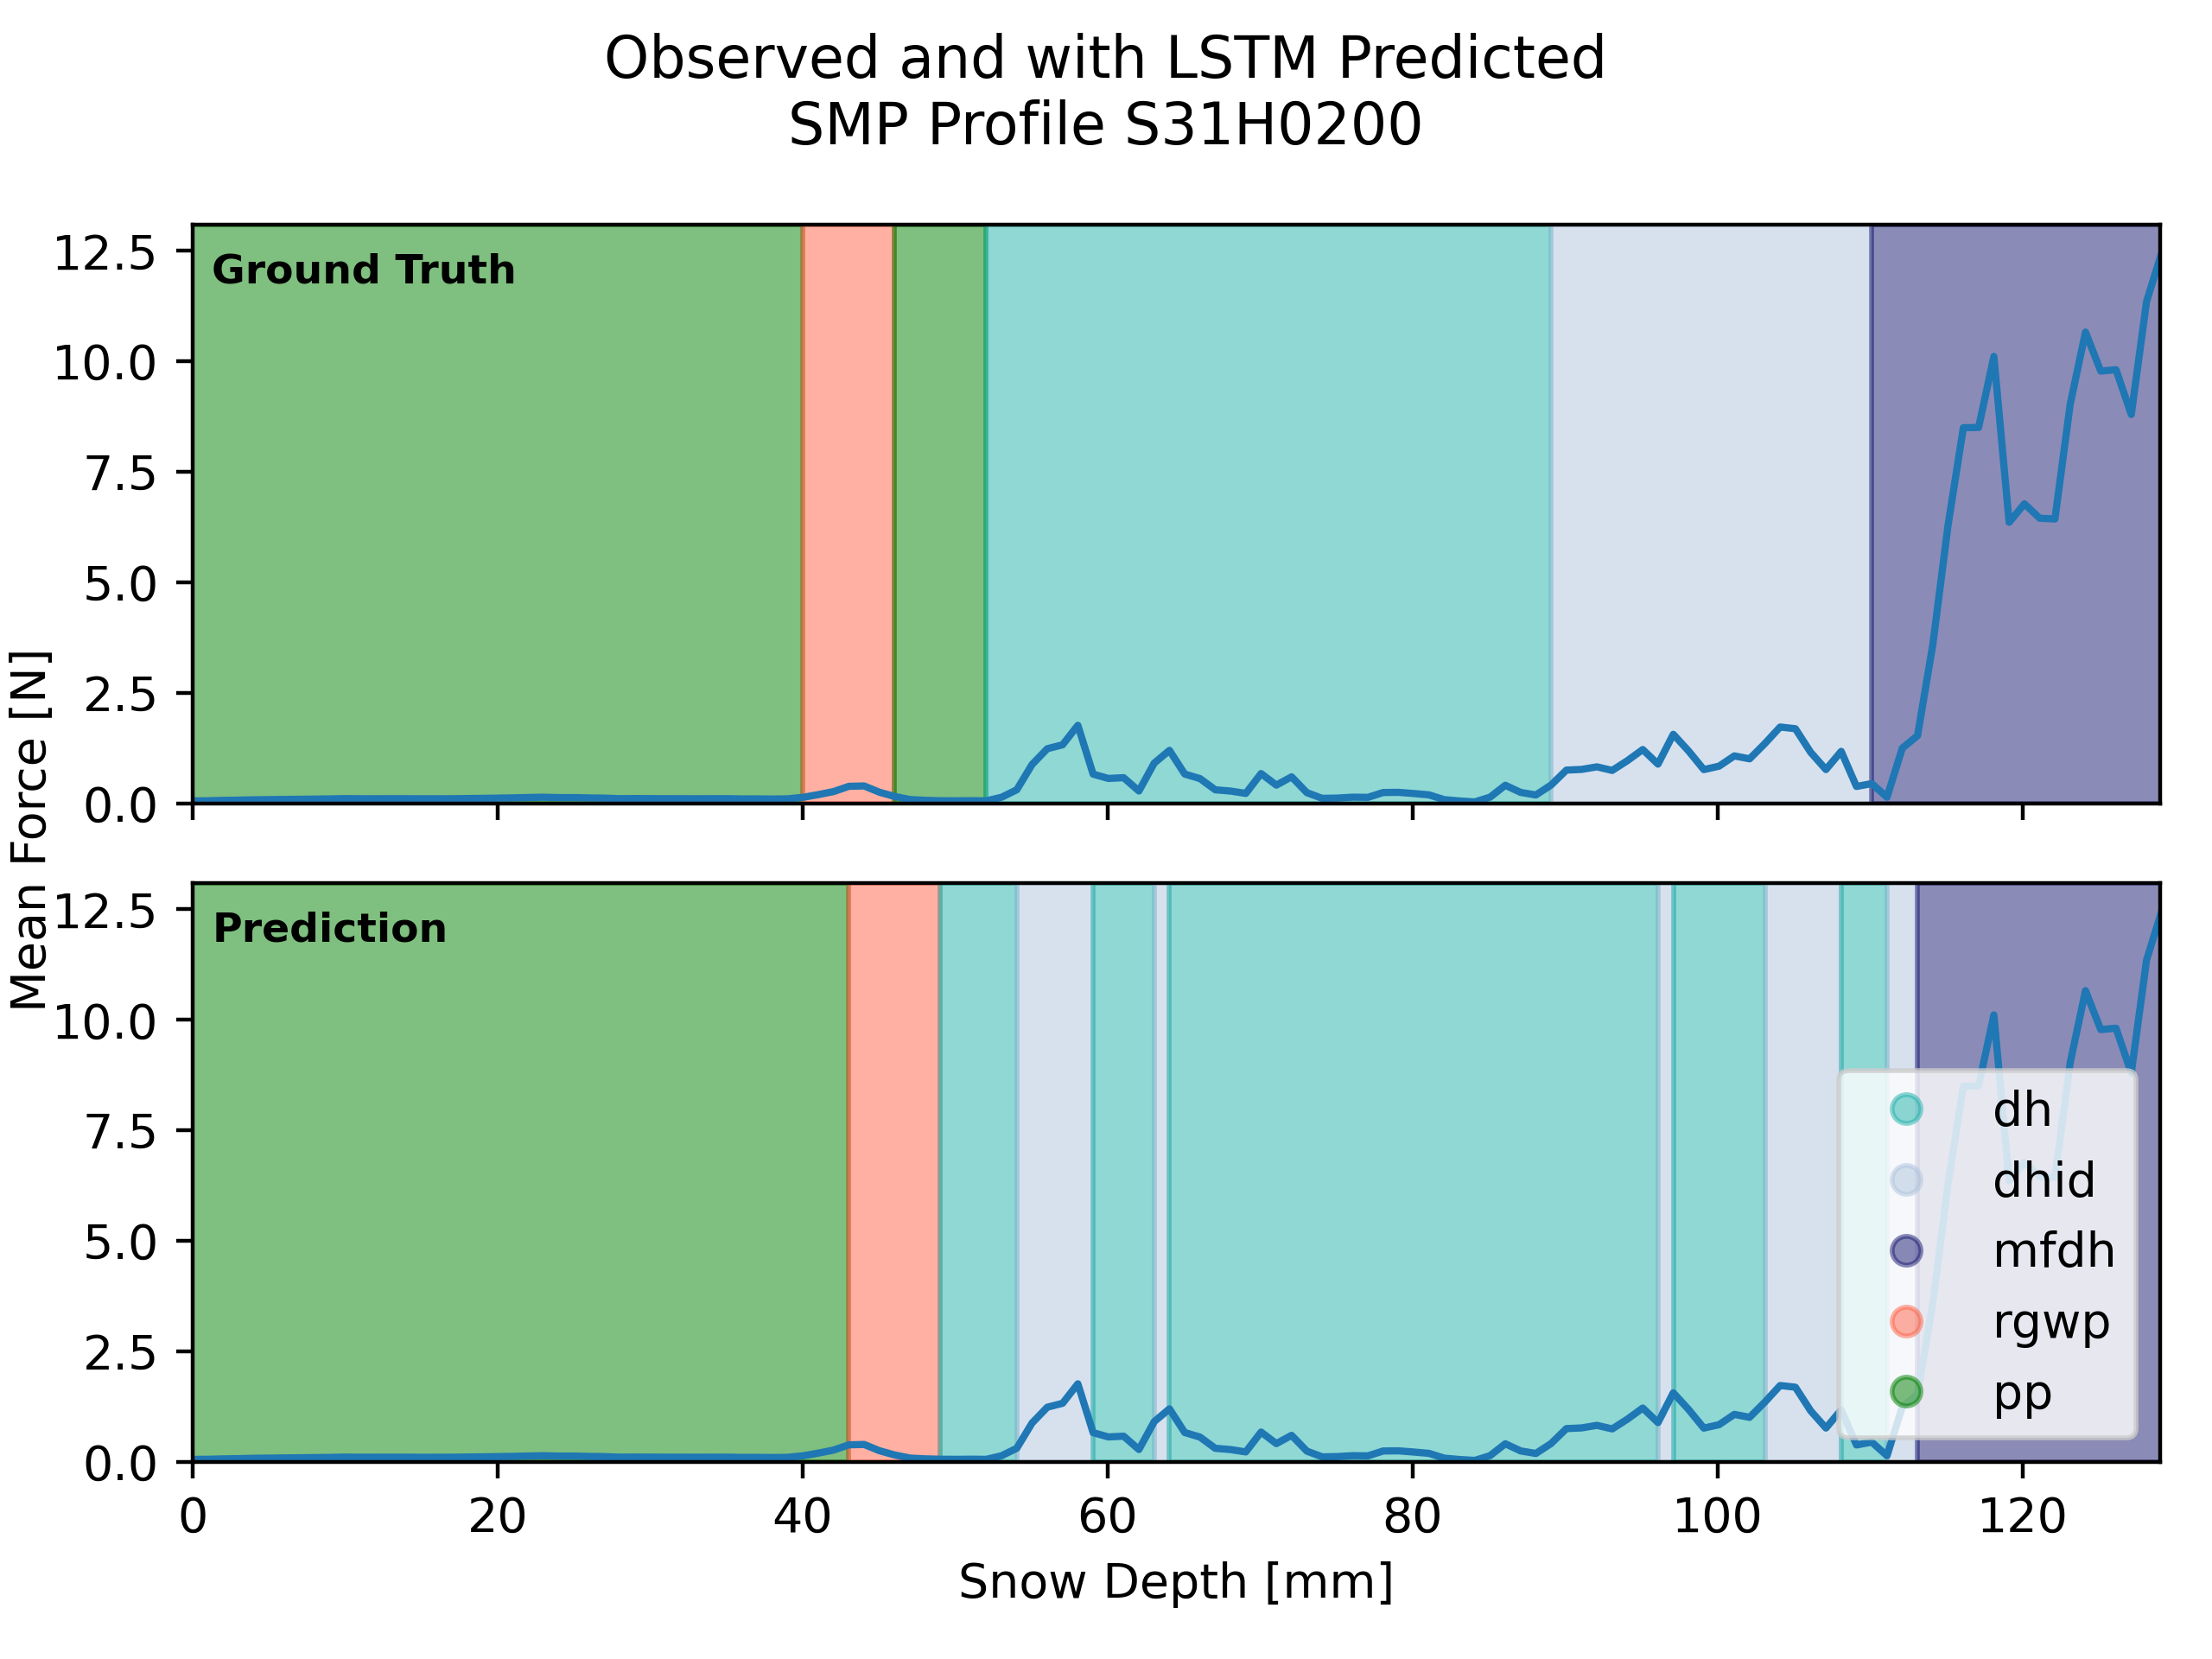 Observed and with LSTM Predicted
SMP Profile S31H0200
Mean Force [N]
12.5
10.0
7.5
5.0
2.5
0.0
Ground Truth
12.5
10.0
7.5
5.0
2.5
0.0
Prediction
dh
dhid
mfdh
rgwp
pp
0 20 40 60 80 100 120
Snow Depth [mm]